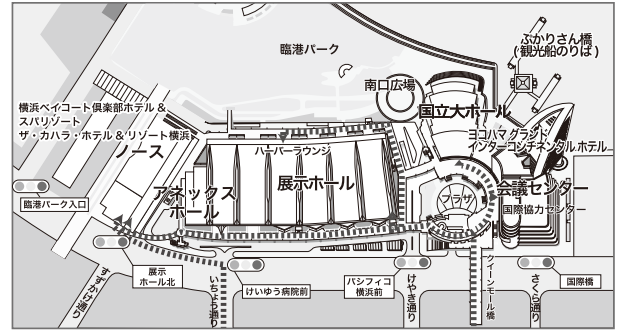 臨港パーク
ぷかりさん橋
(観光船のりば)
南口広場
国立大ホール
横浜ベイコート倶楽部ホテル&
スパリゾート
ザ・カハラ・ホテル&リゾート横浜
ノース
ハーバーラウンジ
ヨコハマ グランド
インターコンチネンタル ホテル
アネックス
ホール
展示ホール
プラザ
会議センター
国際協力センター
臨港パーク入口
展示
ホール北
けいゆう病院前
パシフィコ
横浜前
国際橋
すずかけ通り
いちょう通り
けやき通り
クイーンモール橋
さくら通り